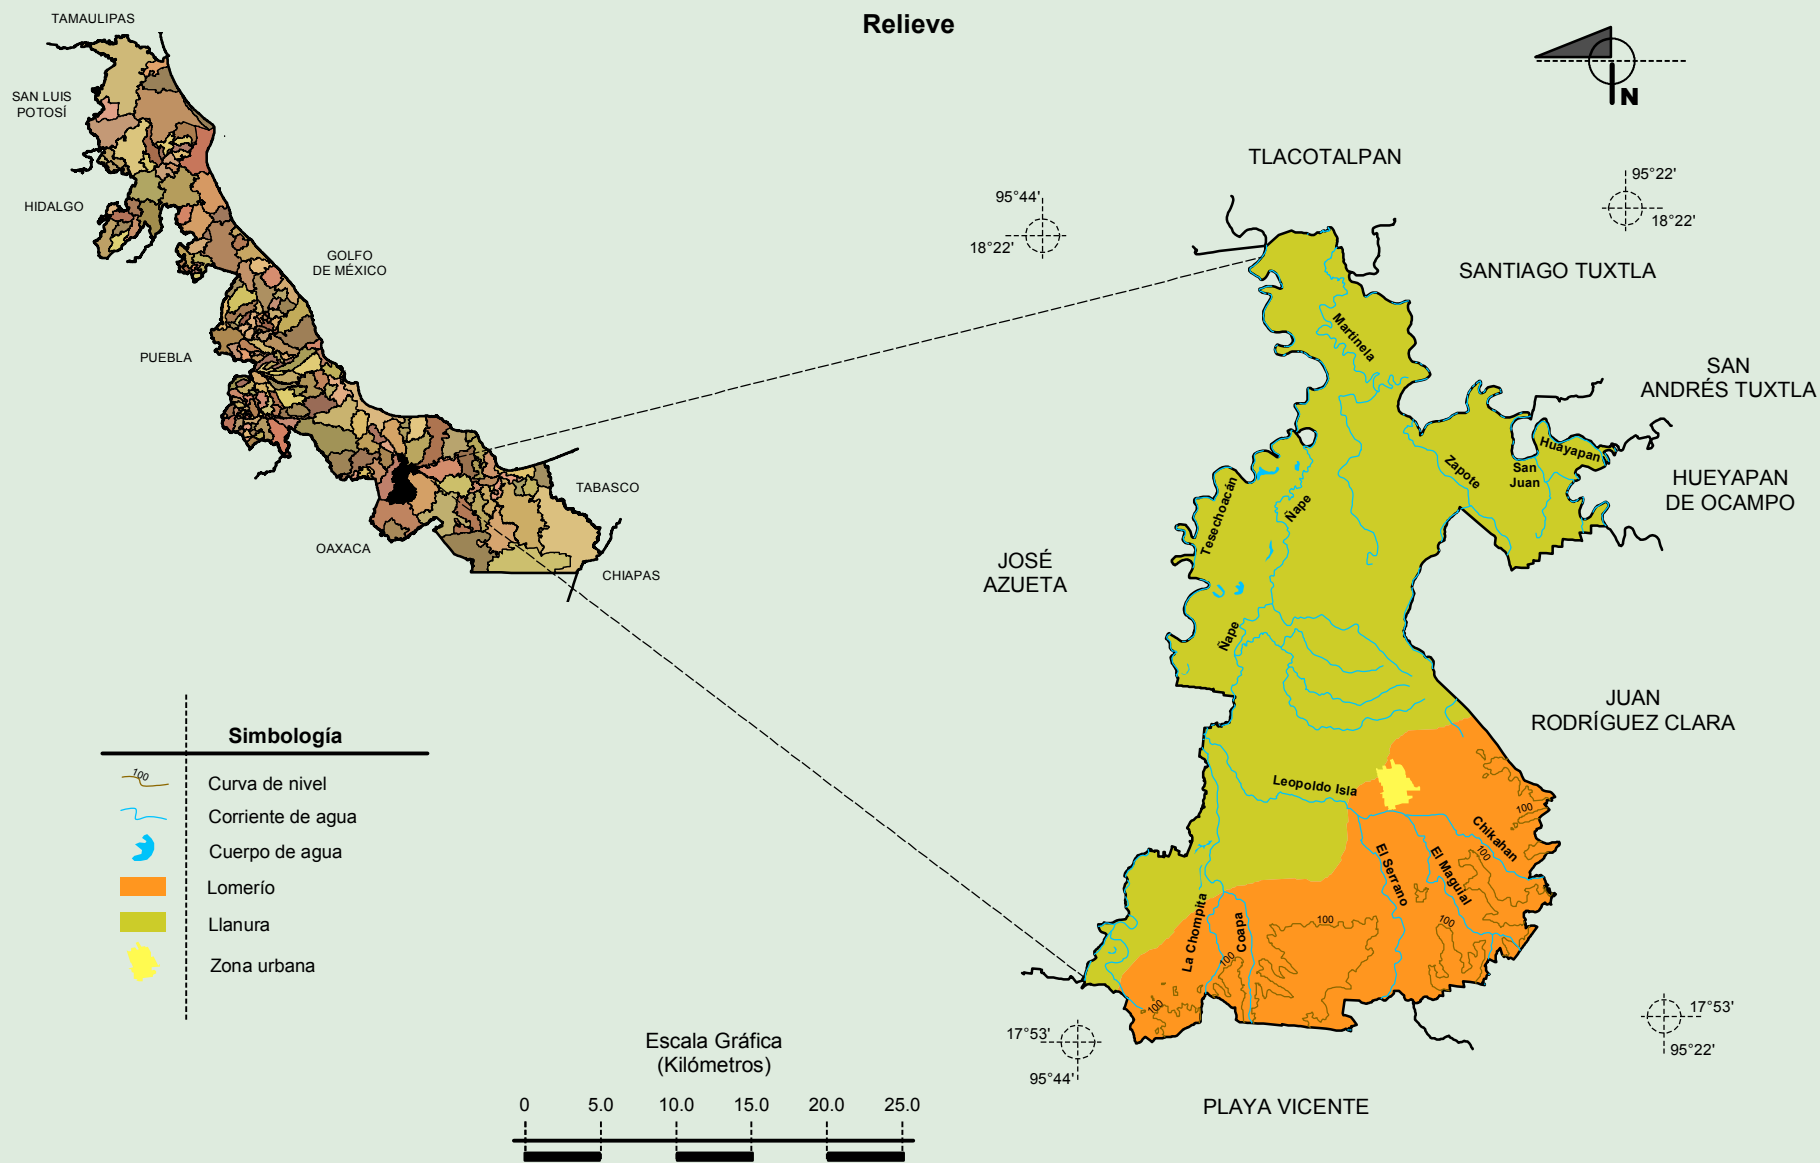 Relieve
TAMAULIPAS
SAN LUIS
POTOSÍ
HIDALGO
GOLFO
DE MÉXICO
PUEBLA
TABASCO
OAXACA
CHIAPAS
N
TLACOTALPAN
95°44'
18°22'
95°22'
18°22'
SANTIAGO TUXTLA
SAN
ANDRÉS TUXTLA
HUEYAPAN
DE OCAMPO
JOSÉ
AZUETA
JUAN
RODRÍGUEZ CLARA
PLAYA VICENTE
Martinela
Huayapan
San
Juan
Zapote
Tesechoacán
Ñape
Ñape
Leopoldo Isla
Chikahan
El Serrano
El Maguial
La Chompita
Coapa
100
100
100
100
100
100
17°53'
95°44'
17°53'
95°22'
Simbología
100
Curva de nivel
Corriente de agua
Cuerpo de agua
Lomerío
Llanura
Zona urbana
Escala Gráfica
(Kilómetros)
0 5.0 10.0 15.0 20.0 25.0